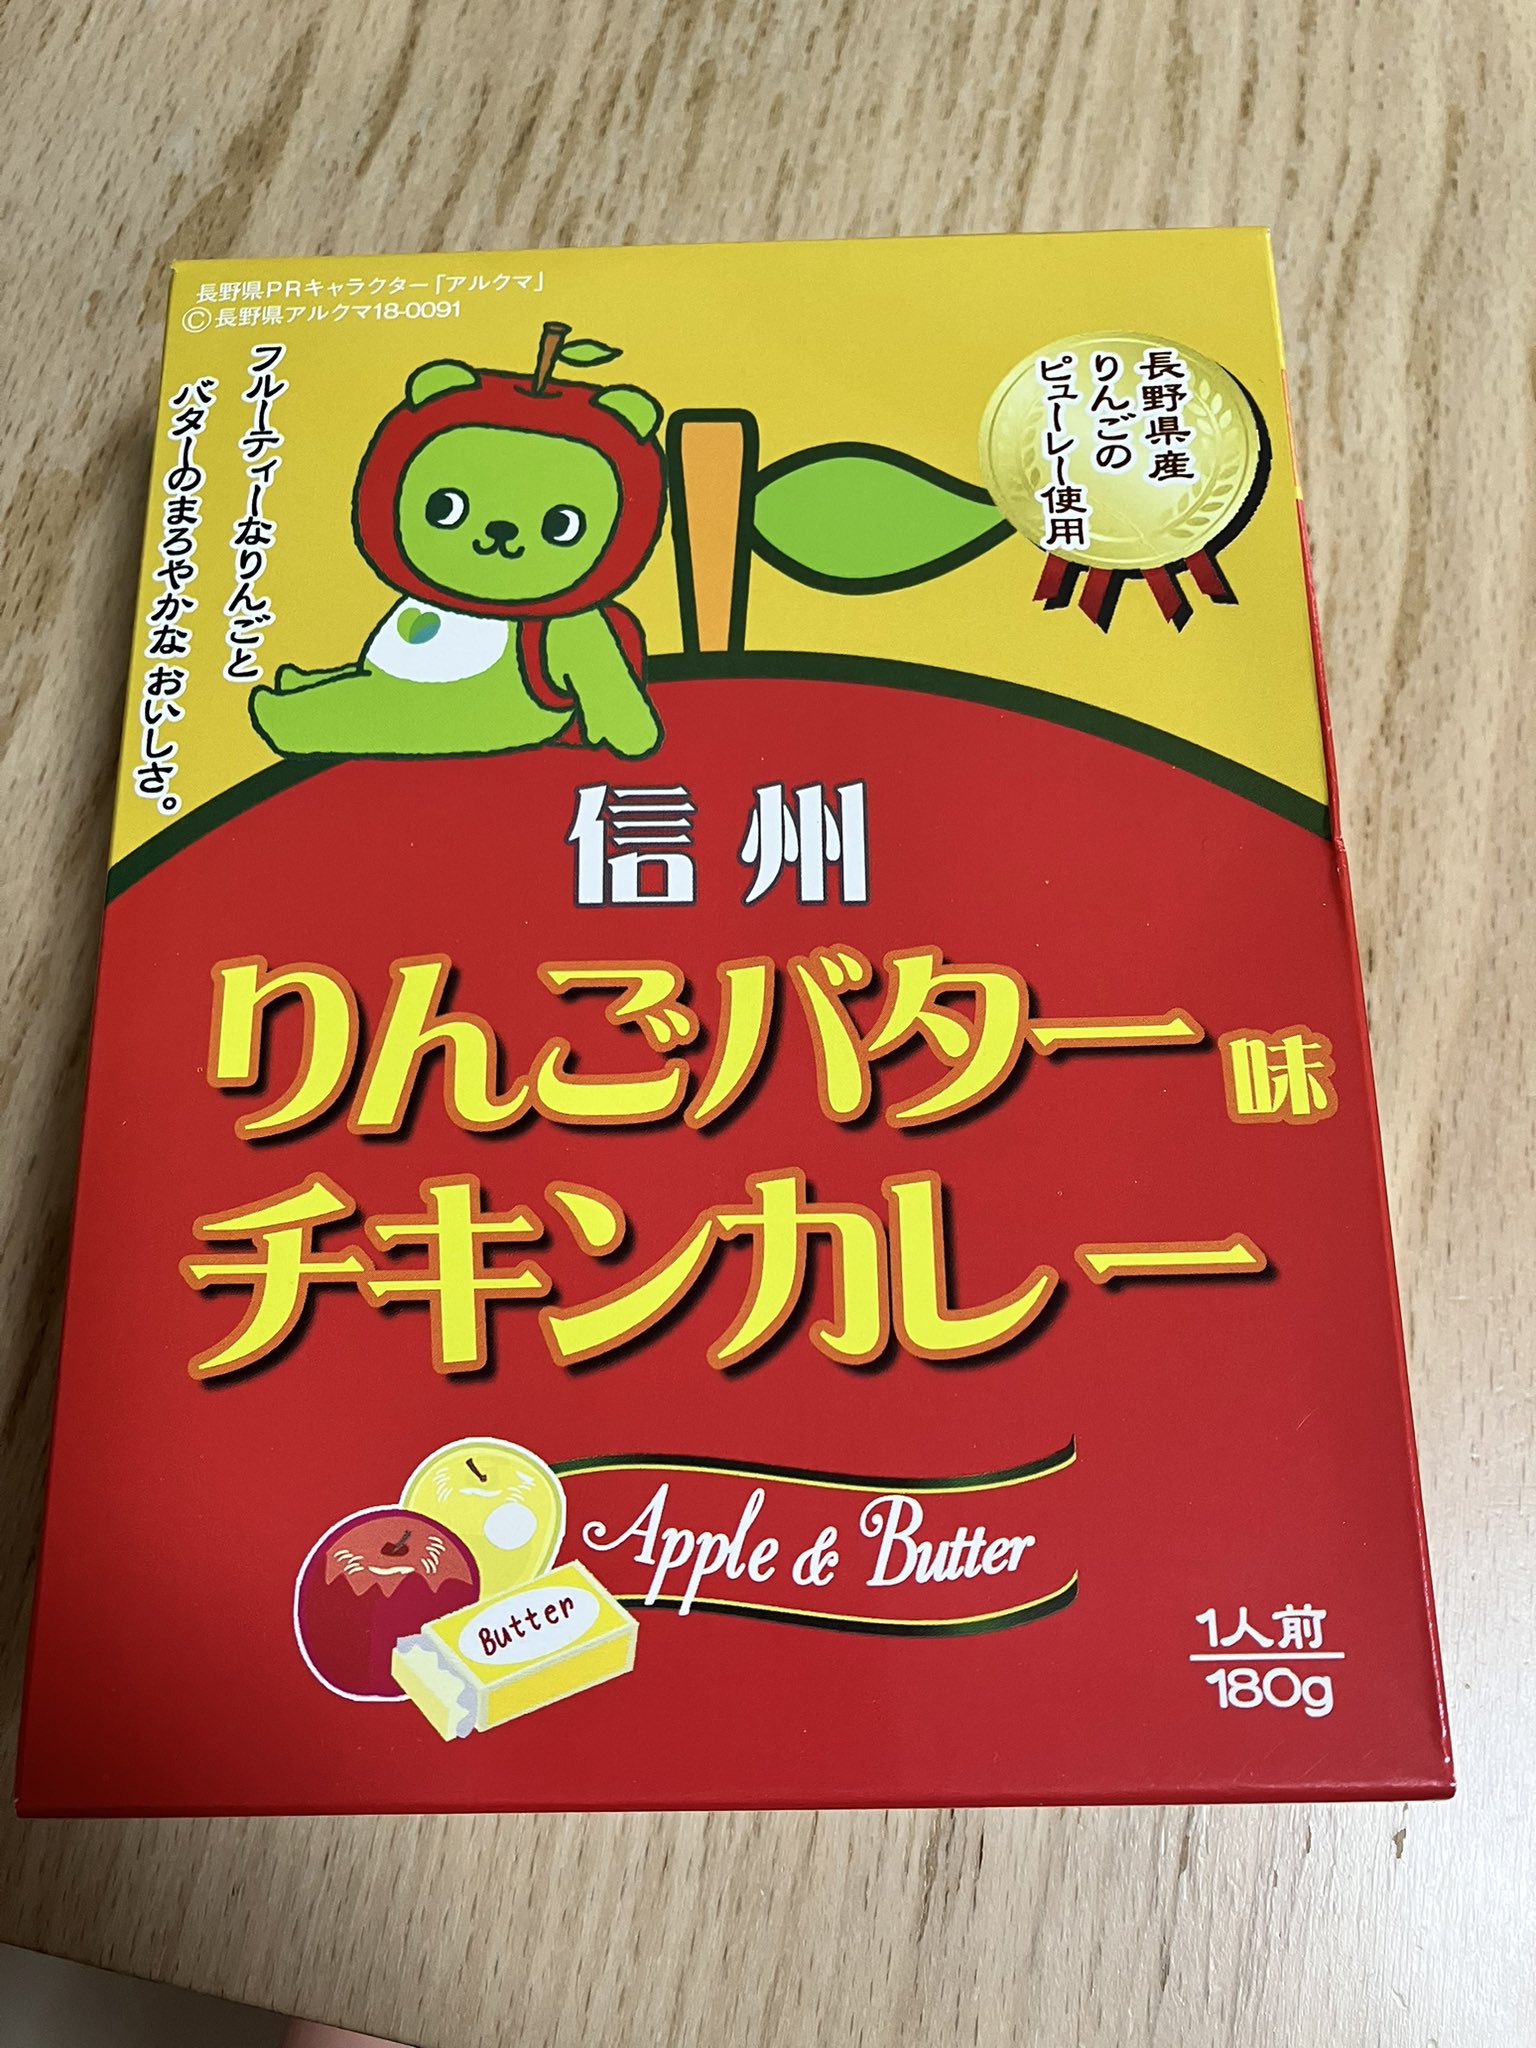 長野県PRキャラクター「アルクマ」
©長野県アルクマ18-0091
フルーティーなりんごと
バターのまろやかな おいしさ。
長野県産
りんごの
ピューレー使用
信州
りんごバター味
チキンカレー
Apple & Butter
Butter
1人前
180g